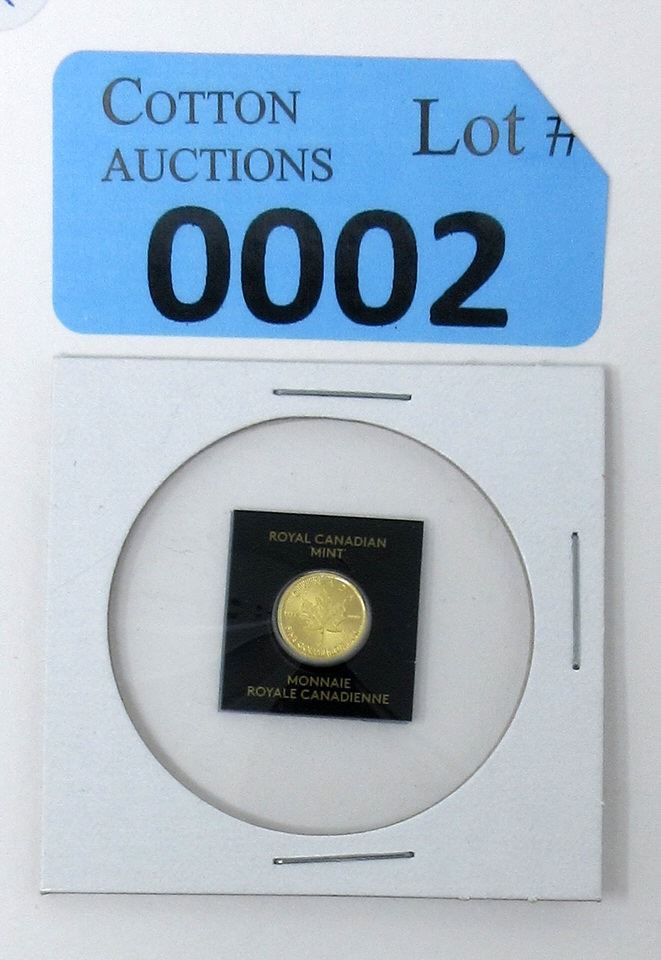 COTTON
AUCTIONS
Lot #
0002
ROYAL CANADIAN
MINT
MONNAIE
ROYALE CANADIENNE